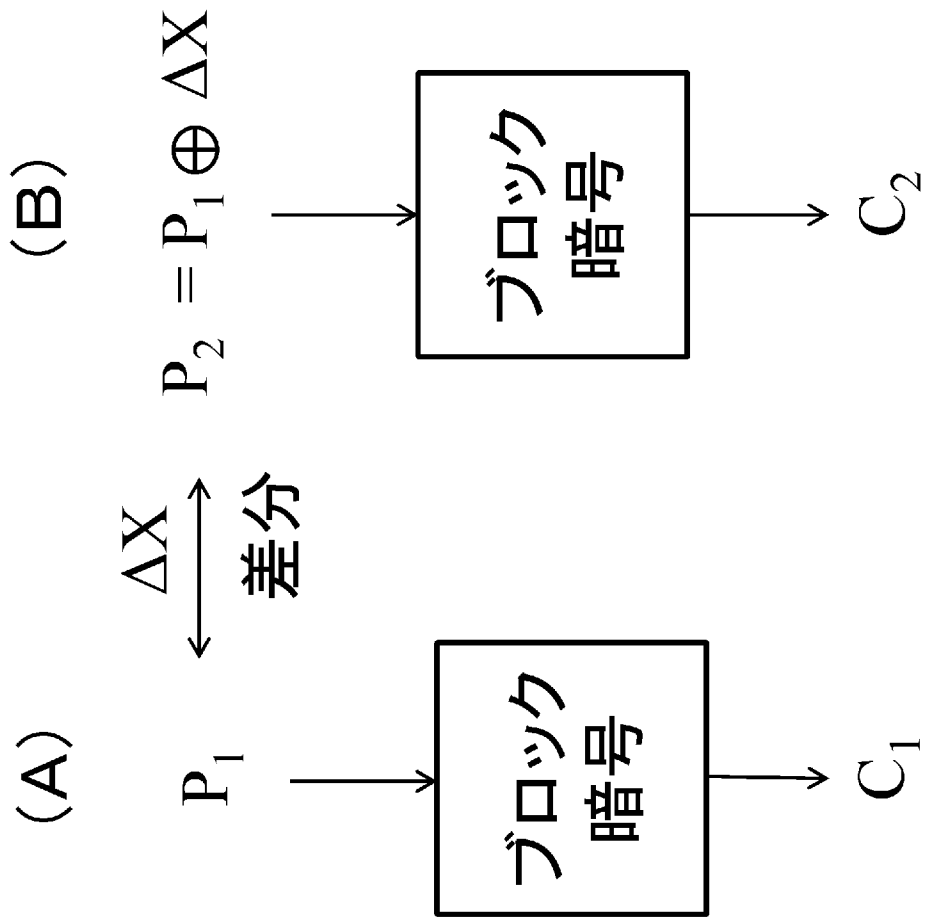 (A)
P₁
ΔX
差分
ブロック
暗号
C₁
(B)
P₂ = P₁ ⊕ ΔX
ブロック
暗号
C₂